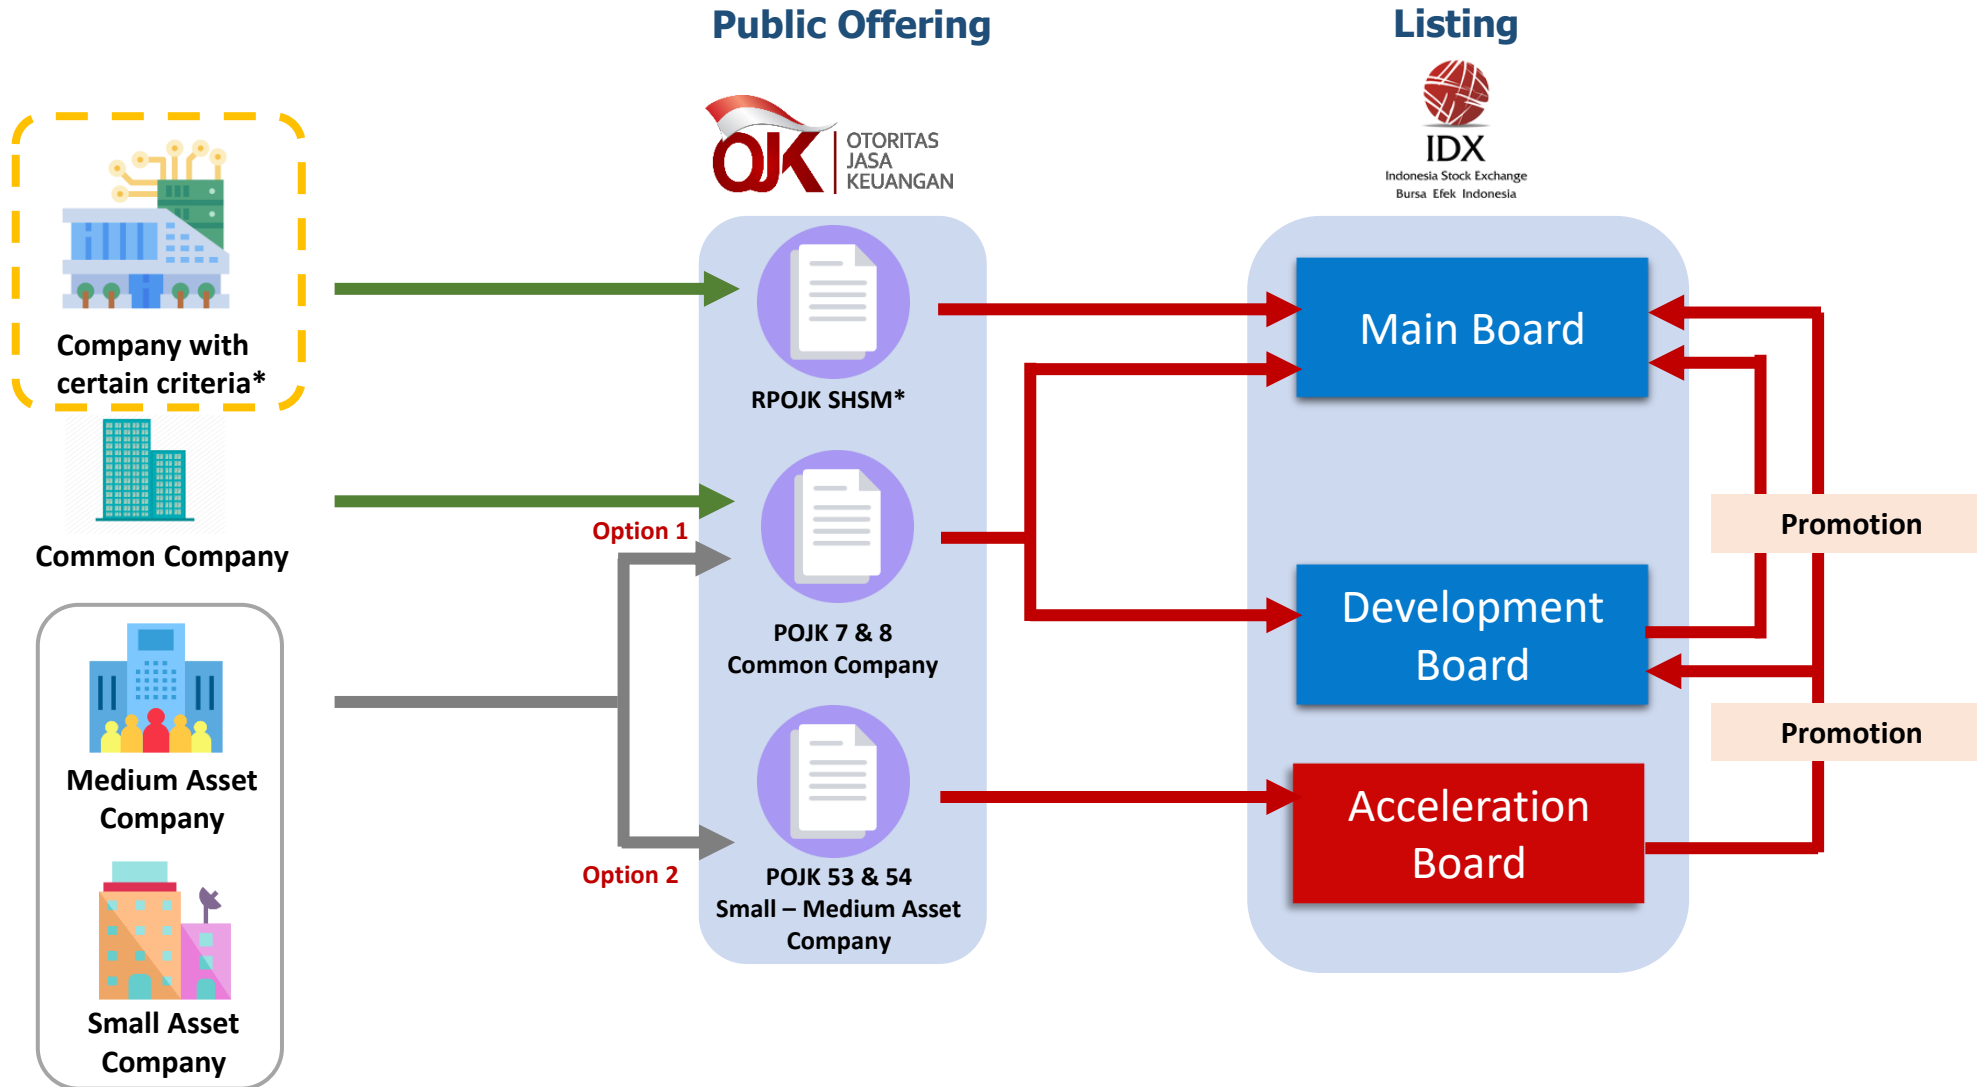 Public Offering
Listing
OJK
OTORITAS
JASA
KEUANGAN
IDX
Indonesia Stock Exchange
Bursa Efek Indonesia
Company with
certain criteria*
Common Company
Medium Asset
Company
Small Asset
Company
Option 1
Option 2
RPOJK SHSM*
POJK 7 & 8
Common Company
POJK 53 & 54
Small – Medium Asset
Company
Main Board
Development
Board
Acceleration
Board
Promotion
Promotion